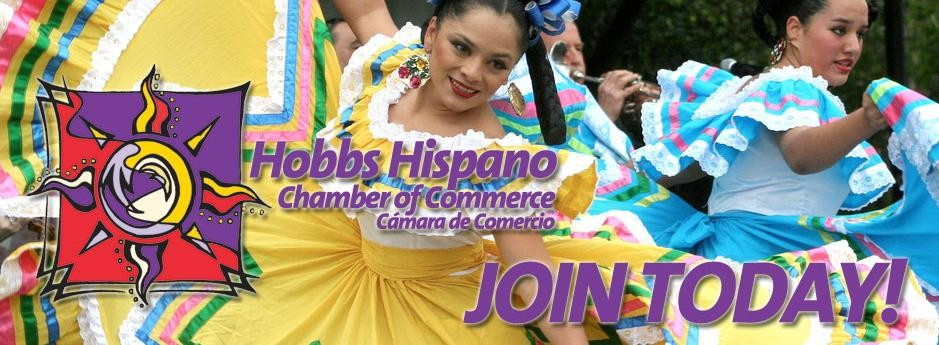 Hobbs Hispano
Chamber of Commerce
Cámara de Comercio
JOIN TODAY!